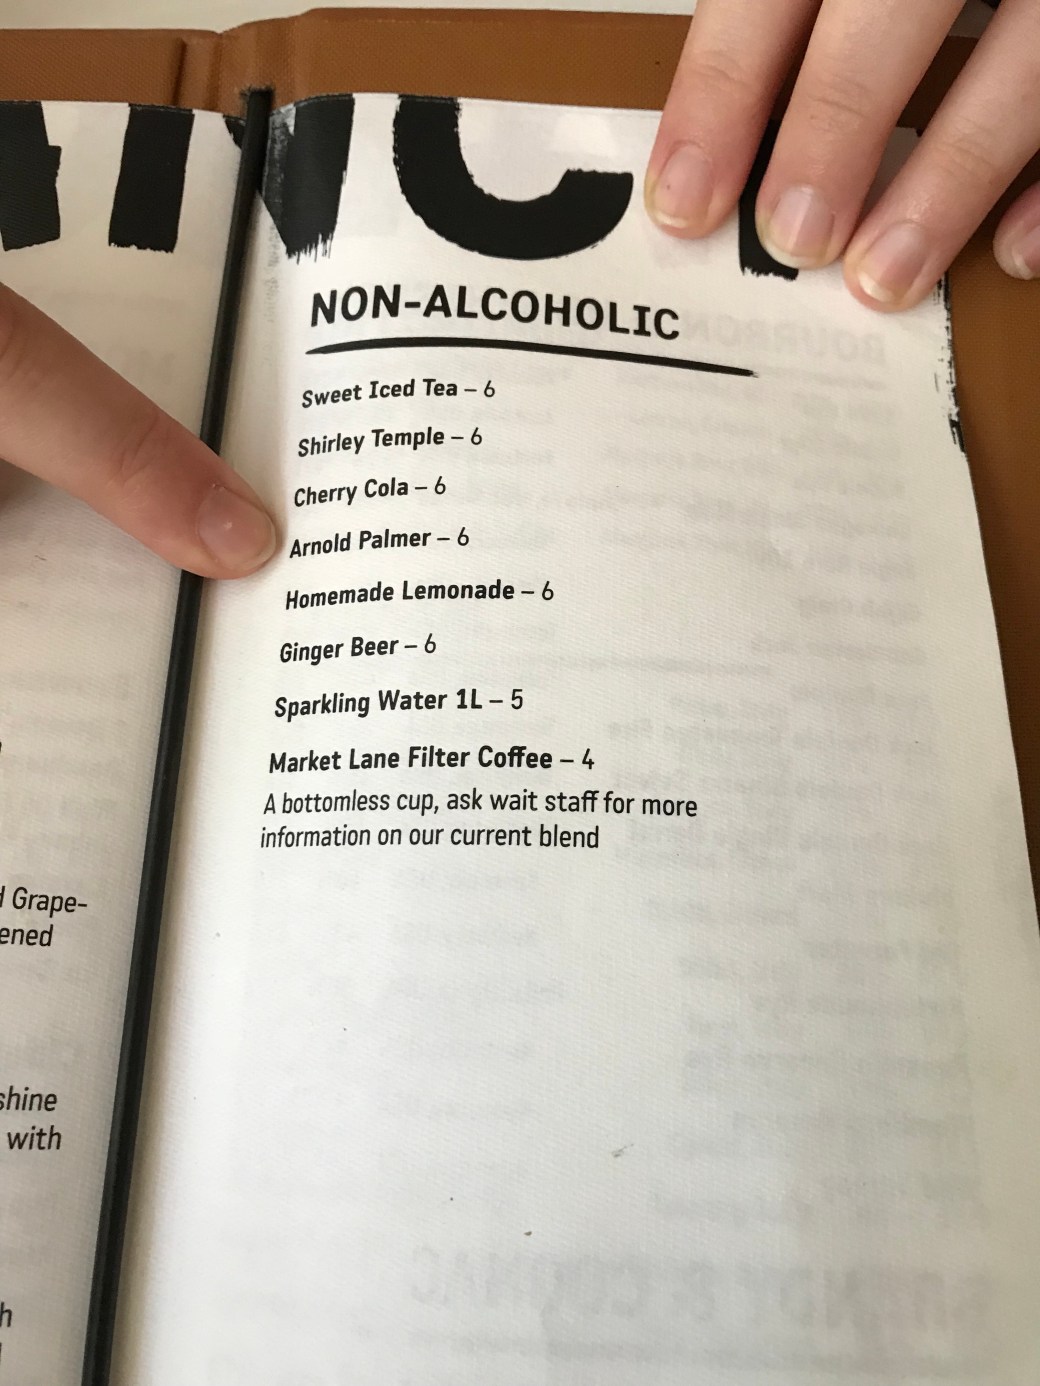 NON-ALCOHOLIC
Sweet Iced Tea – 6
Shirley Temple – 6
Cherry Cola – 6
Arnold Palmer – 6
Homemade Lemonade – 6
Ginger Beer – 6
Sparkling Water 1L – 5
Market Lane Filter Coffee – 4
A bottomless cup, ask wait staff for more
information on our current blend
Grape-
ened
shine
with